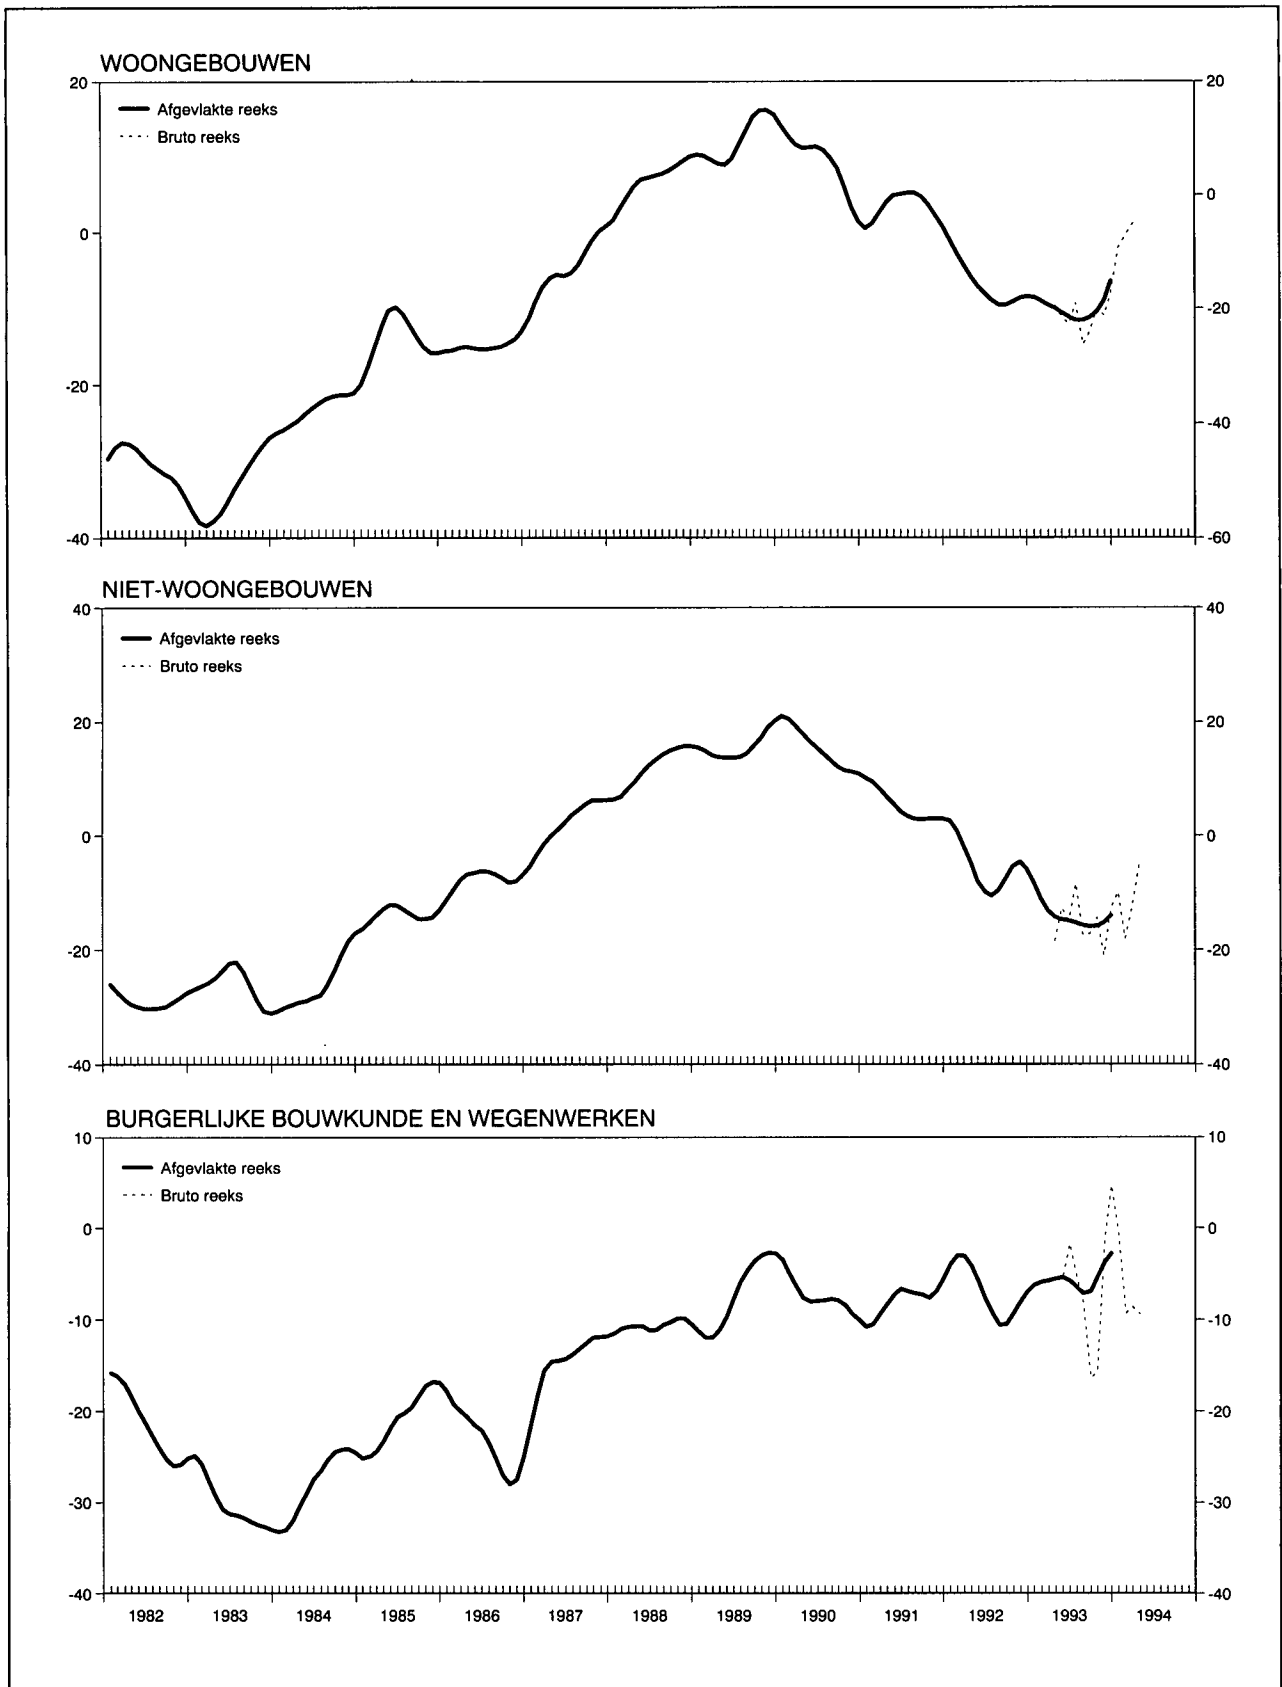 WOONGEBOUWEN
20 20
Afgevlakte reeks
Bruto reeks
0
0
-20
-20
-40
-40 -60
NIET-WOONGEBOUWEN
40 40
Afgevlakte reeks
Bruto reeks
20 20
0 0
-20 -20
-40 -40
BURGERLIJKE BOUWKUNDE EN WEGENWERKEN
10 10
Afgevlakte reeks
Bruto reeks
0 0
-10 -10
-20 -20
-30 -30
-40 -40
1982 1983 1984 1985 1986 1987 1988 1989 1990 1991 1992 1993 1994